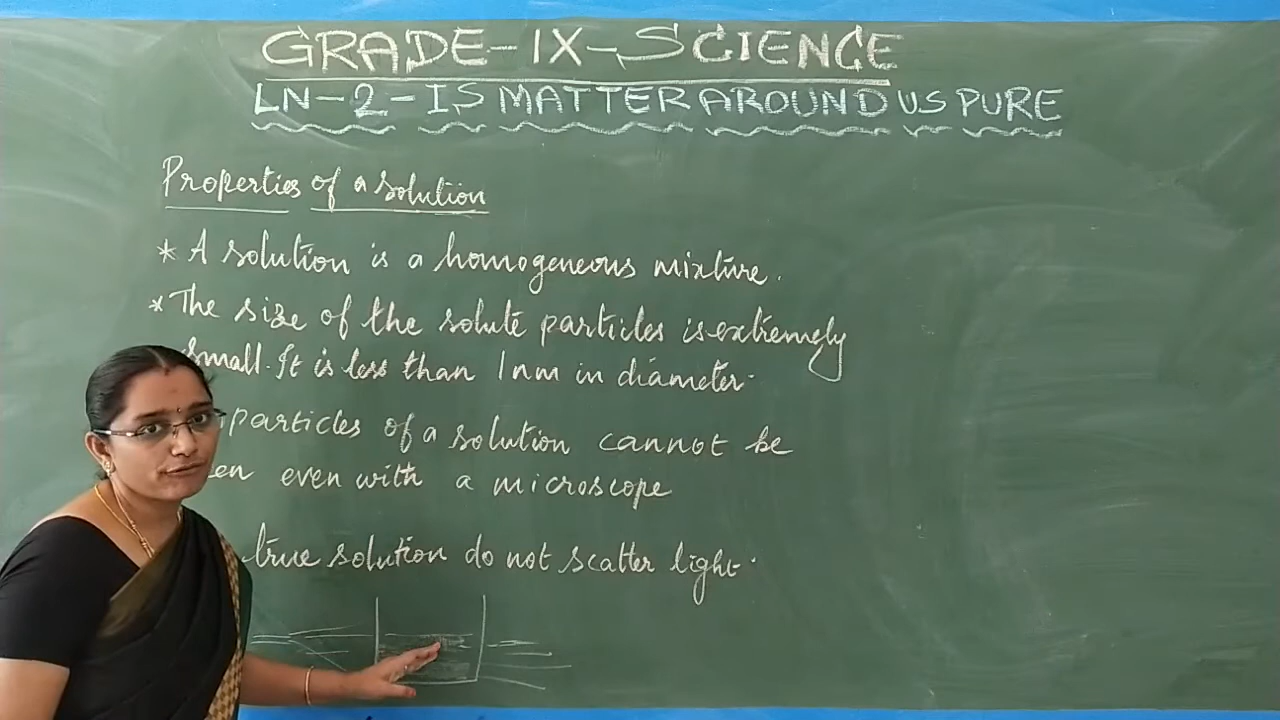 GRADE-IX-SCIENCE
LN-2-IS MATTER AROUND US PURE
Properties of a solution
* A solution is a homogeneous mixture.
* The size of the solute particles is extremely
small. It is less than 1nm in diameter.
particles of a solution cannot be
even with a microscope
true solution do not scatter light.